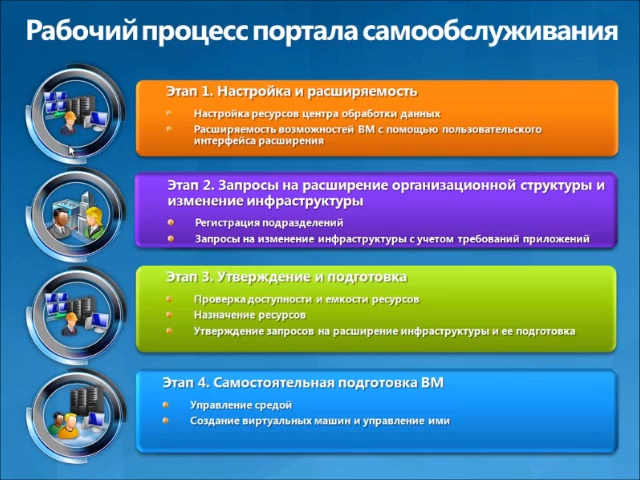 Рабочий процесс портала самообслуживания
Этап 1. Настройка и расширяемость
Настройка ресурсов центра обработки данных
Расширяемость возможностей ВМ с помощью пользовательского
интерфейса расширения
Этап 2. Запросы на расширение организационной структуры и
изменение инфраструктуры
Регистрация подразделений
Запросы на изменение инфраструктуры с учетом требований приложений
Этап 3. Утверждение и подготовка
Проверка доступности и емкости ресурсов
Назначение ресурсов
Утверждение запросов на расширение инфраструктуры и ее подготовка
Этап 4. Самостоятельная подготовка ВМ
Управление средой
Создание виртуальных машин и управление ими